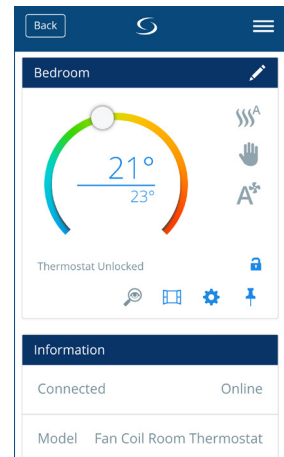 Back
Bedroom
A
21°
23°
A
Thermostat Unlocked
Information
Connected Online
Model Fan Coil Room Thermostat